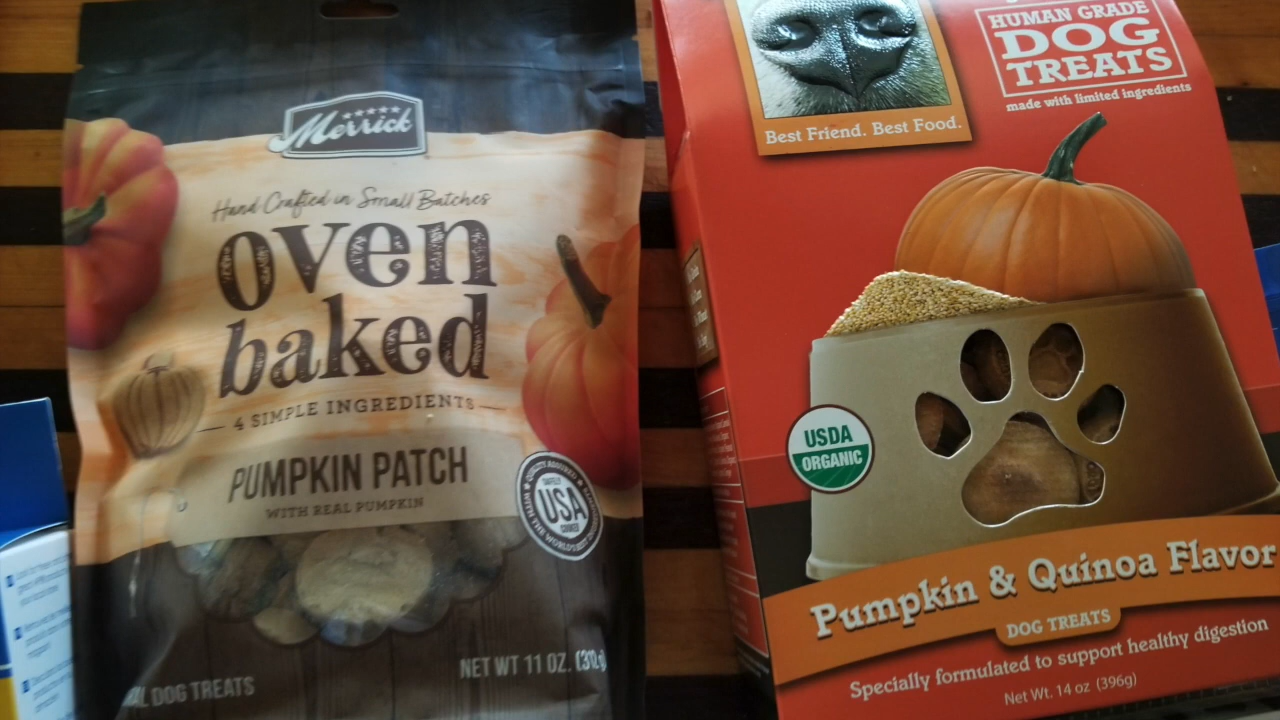 Merrick
Hand Crafted in Small Batches
oven
baked
4 SIMPLE INGREDIENTS
PUMPKIN PATCH
WITH REAL PUMPKIN
USA
NET WT 11 OZ.
DOG TREATS
HUMAN GRADE
DOG
TREATS
made with limited ingredients
Best Friend. Best Food.
USDA
ORGANIC
Pumpkin & Quinoa Flavor
DOG TREATS
Specially formulated to support healthy digestion
Net Wt. 14 oz (396g)